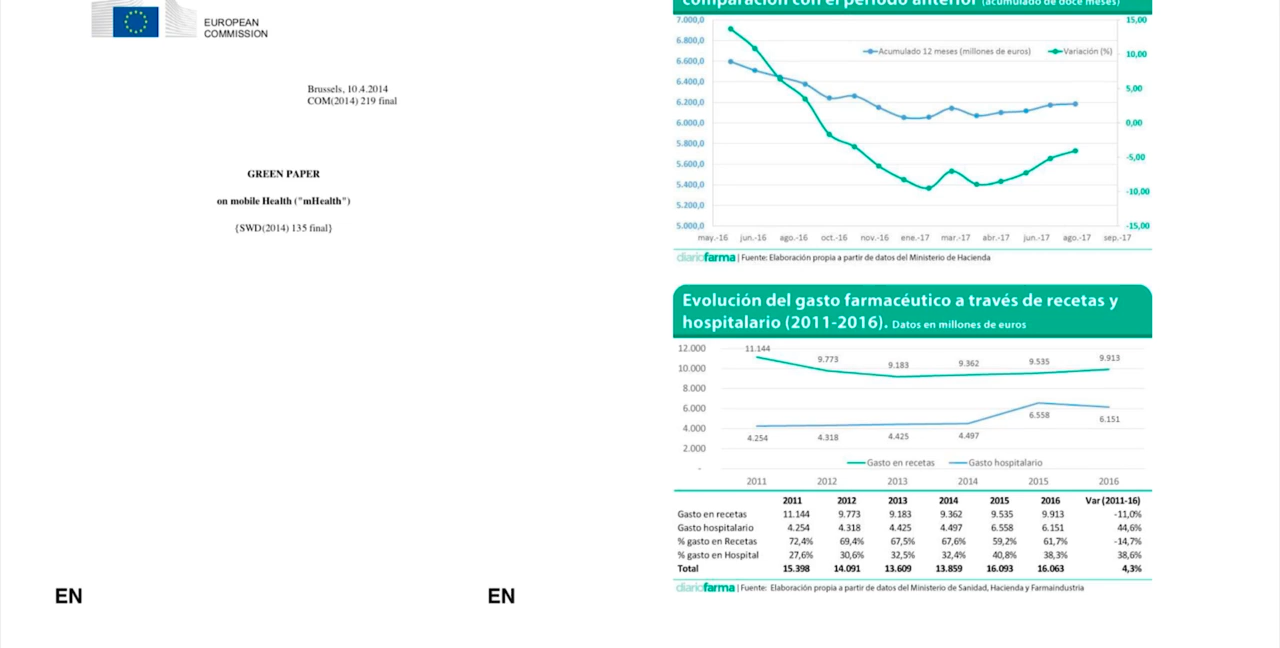 EUROPEAN
COMMISSION
Brussels, 10.4.2014
COM(2014) 219 final
GREEN PAPER
on mobile Health ("mHealth")
{SWD(2014) 135 final}
EN
EN
comparación con el periodo anterior (acumulado de doce meses)
7.000,0
6.800,0
6.600,0
6.400,0
6.200,0
6.000,0
5.800,0
5.600,0
5.400,0
5.200,0
5.000,0
15,00
10,00
5,00
0,00
-5,00
-10,00
-15,00
Acumulado 12 meses (millones de euros) Variación (%)
may.-16 jun.-16 ago.-16 oct.-16 nov.-16 ene.-17 mar.-17 abr.-17 jun.-17 ago.-17 sep.-17
diariofarma | Fuente: Elaboración propia a partir de datos del Ministerio de Hacienda
Evolución del gasto farmacéutico a través de recetas y
hospitalario (2011-2016). Datos en millones de euros
12.000
10.000
8.000
6.000
4.000
2.000
-
11.144 9.773 9.183 9.362 9.535 9.913
4.254 4.318 4.425 4.497 6.558 6.151
Gasto en recetas Gasto hospitalario
2011 2012 2013 2014 2015 2016
2011 2012 2013 2014 2015 2016 Var (2011-16)
Gasto en recetas 11.144 9.773 9.183 9.362 9.535 9.913 -11,0%
Gasto hospitalario 4.254 4.318 4.425 4.497 6.558 6.151 44,6%
% gasto en Recetas 72,4% 69,4% 67,5% 67,6% 59,2% 61,7% -14,7%
% gasto en Hospital 27,6% 30,6% 32,5% 32,4% 40,8% 38,3% 38,6%
Total 15.398 14.091 13.609 13.859 16.093 16.063 4,3%
diariofarma | Fuente: Elaboración propia a partir de datos del Ministerio de Sanidad, Hacienda y Farmaindustria